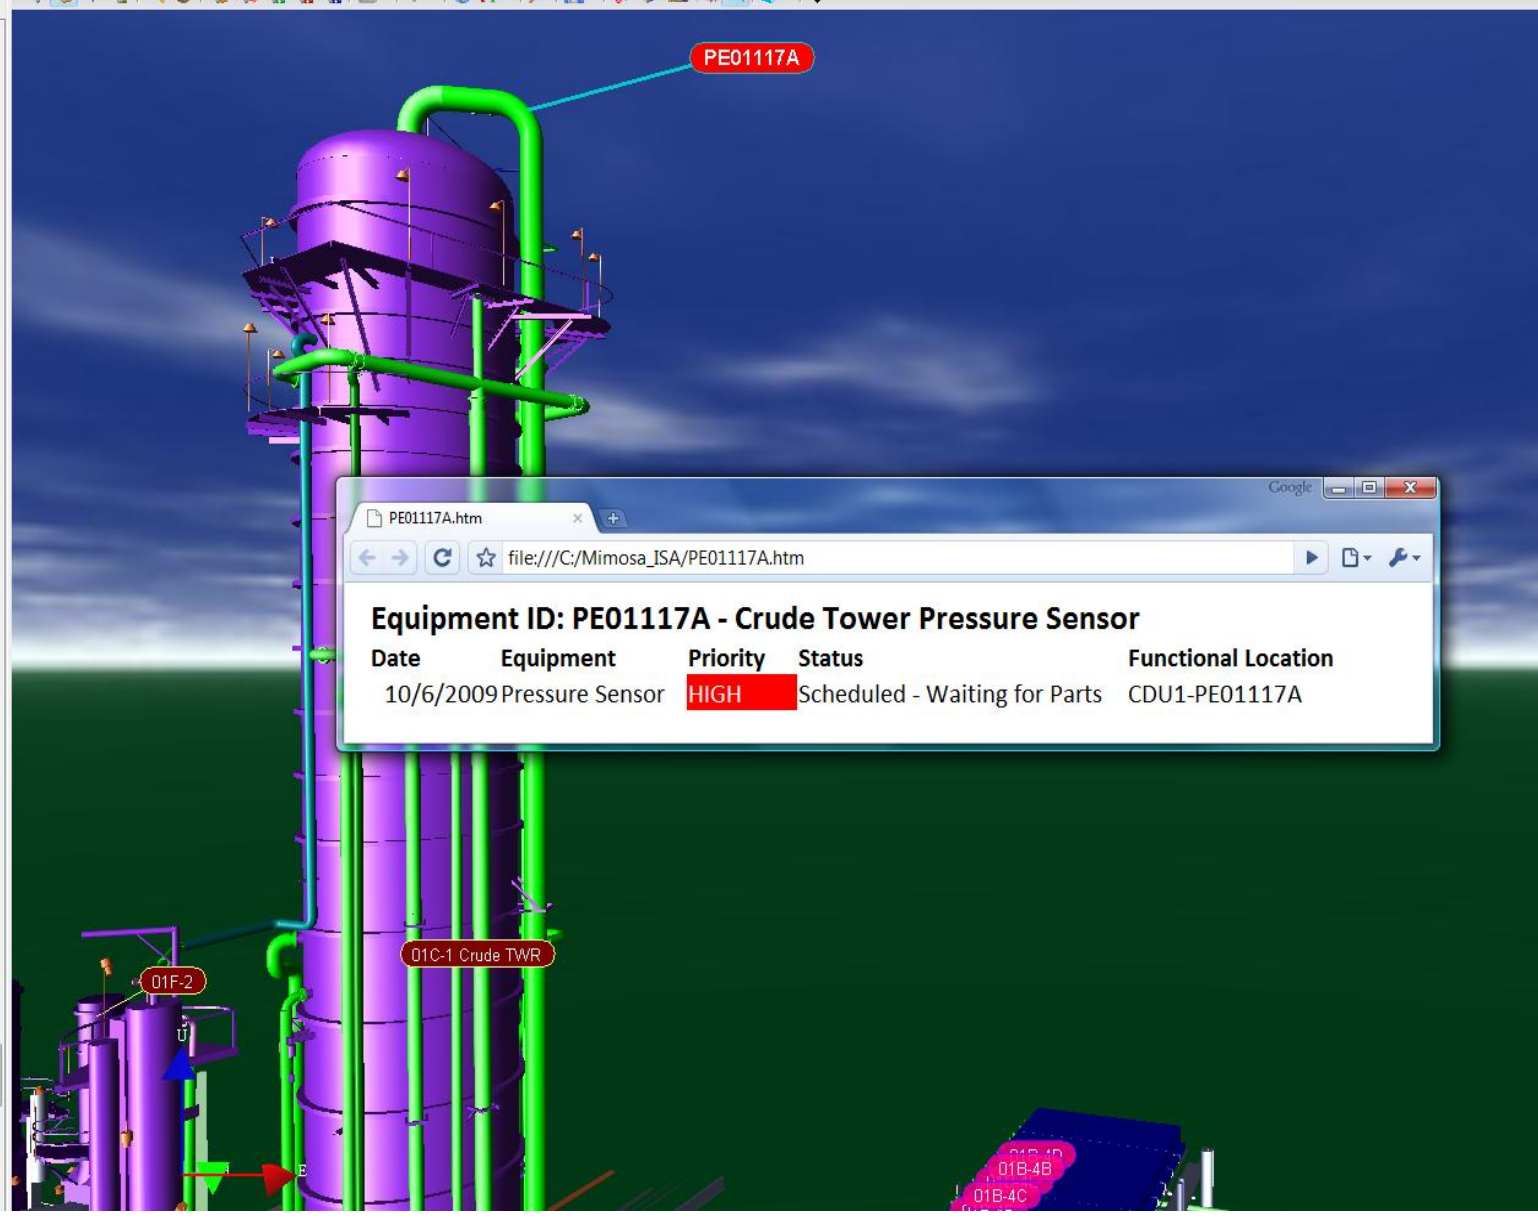 PE01117A
Google
PE01117A.htm
file:///C:/Mimosa_ISA/PE01117A.htm
Equipment ID: PE01117A - Crude Tower Pressure Sensor
Date Equipment Priority Status Functional Location
10/6/2009 Pressure Sensor HIGH Scheduled - Waiting for Parts CDU1-PE01117A
01C-1 Crude TWR
01F-2
U
E
01B-4B
01B-4C